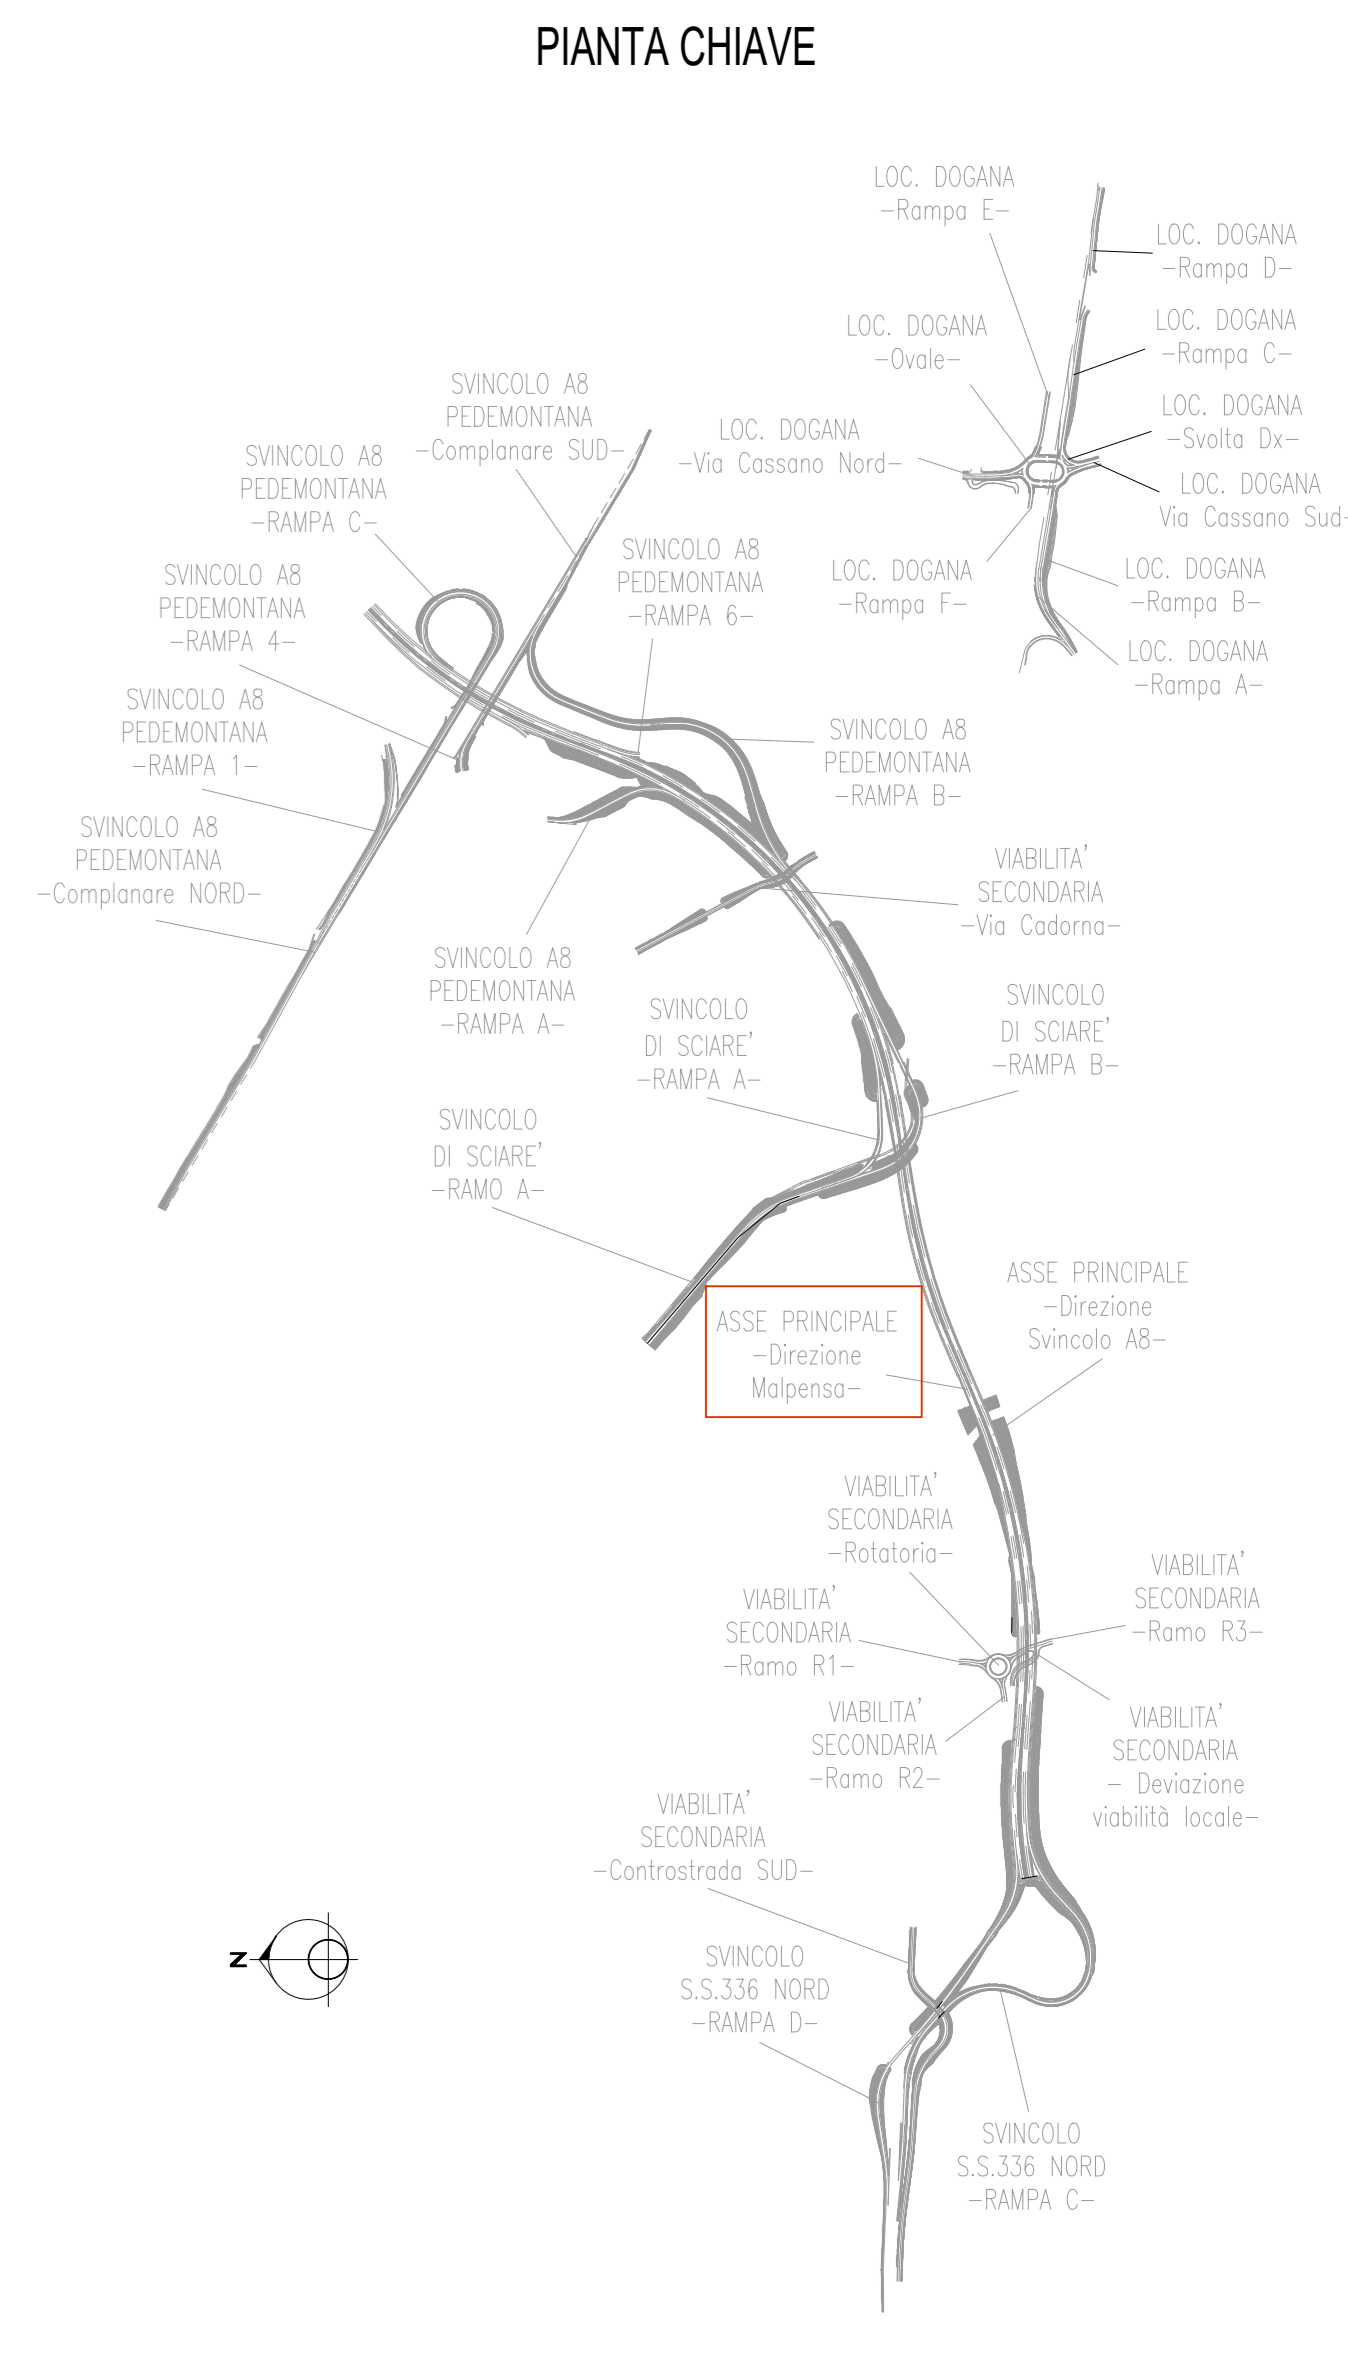 PIANTA CHIAVE
LOC. DOGANA
-Rampa E-
LOC. DOGANA
-Rampa D-
LOC. DOGANA
-Ovale-
LOC. DOGANA
-Rampa C-
SVINCOLO A8
PEDEMONTANA
-Complanare SUD-
LOC. DOGANA
-Svolta Dx-
LOC. DOGANA
-Via Cassano Nord-
SVINCOLO A8
PEDEMONTANA
-RAMPA C-
LOC. DOGANA
Via Cassano Sud-
SVINCOLO A8
PEDEMONTANA
-RAMPA 6-
LOC. DOGANA
-Rampa F-
LOC. DOGANA
-Rampa B-
SVINCOLO A8
PEDEMONTANA
-RAMPA 4-
LOC. DOGANA
-Rampa A-
SVINCOLO A8
PEDEMONTANA
-RAMPA 1-
SVINCOLO A8
PEDEMONTANA
-RAMPA B-
SVINCOLO A8
PEDEMONTANA
-Complanare NORD-
VIABILITA'
SECONDARIA
-Via Cadorna-
SVINCOLO A8
PEDEMONTANA
-RAMPA A-
SVINCOLO
DI SCIARE'
-RAMPA A-
SVINCOLO
DI SCIARE'
-RAMPA B-
SVINCOLO
DI SCIARE'
-RAMO A-
ASSE PRINCIPALE
-Direzione
Svincolo A8-
ASSE PRINCIPALE
-Direzione
Malpensa-
VIABILITA'
SECONDARIA
-Rotatoria-
VIABILITA'
SECONDARIA
-Ramo R3-
VIABILITA'
SECONDARIA
-Ramo R1-
VIABILITA'
SECONDARIA
-Ramo R2-
VIABILITA'
SECONDARIA
- Deviazione
viabilità locale-
VIABILITA'
SECONDARIA
-Controstrada SUD-
N
SVINCOLO
S.S.336 NORD
-RAMPA D-
SVINCOLO
S.S.336 NORD
-RAMPA C-